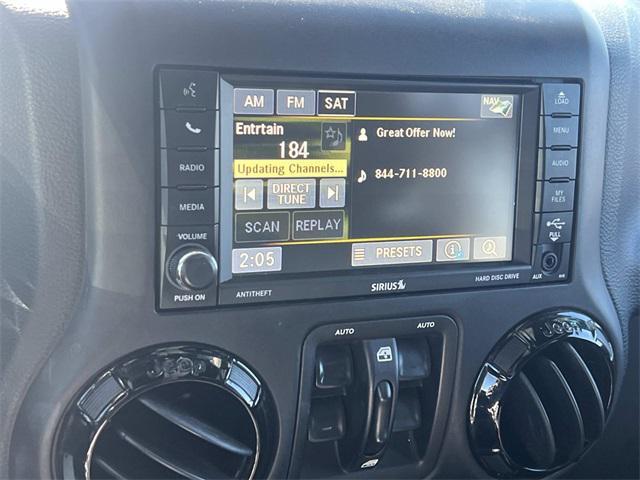 AM FM SAT
NAV
LOAD
Entrtain
184
Updating Channels...
DIRECT TUNE
SCAN REPLAY
2:05
Great Offer Now!
844-711-8800
PRESETS
RADIO
MEDIA
VOLUME
PUSH ON
ANTITHEFT
SIRIUS
HARD DISC DRIVE
MENU
AUDIO
MY
FILES
PULL
AUX
AUTO
AUTO
Jeep
Jeep